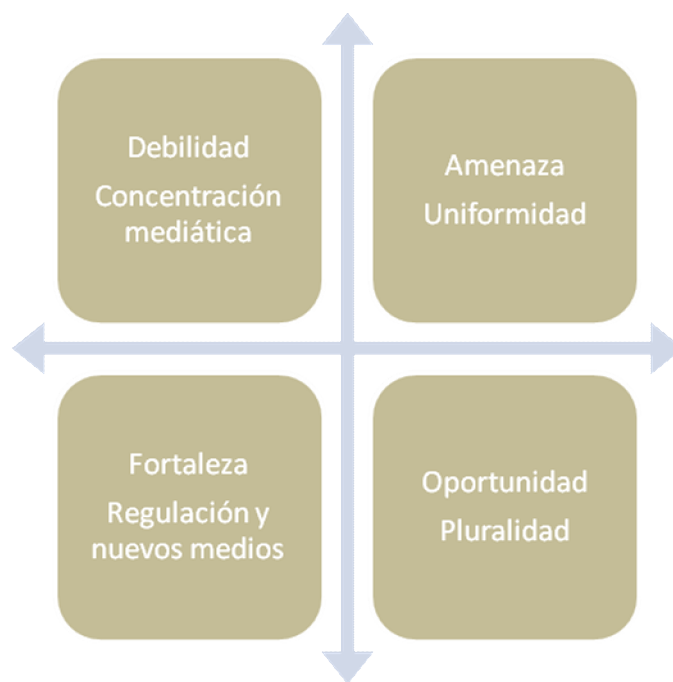 Debilidad
Concentración
mediática
Amenaza
Uniformidad
Fortaleza
Regulación y
nuevos medios
Oportunidad
Pluralidad